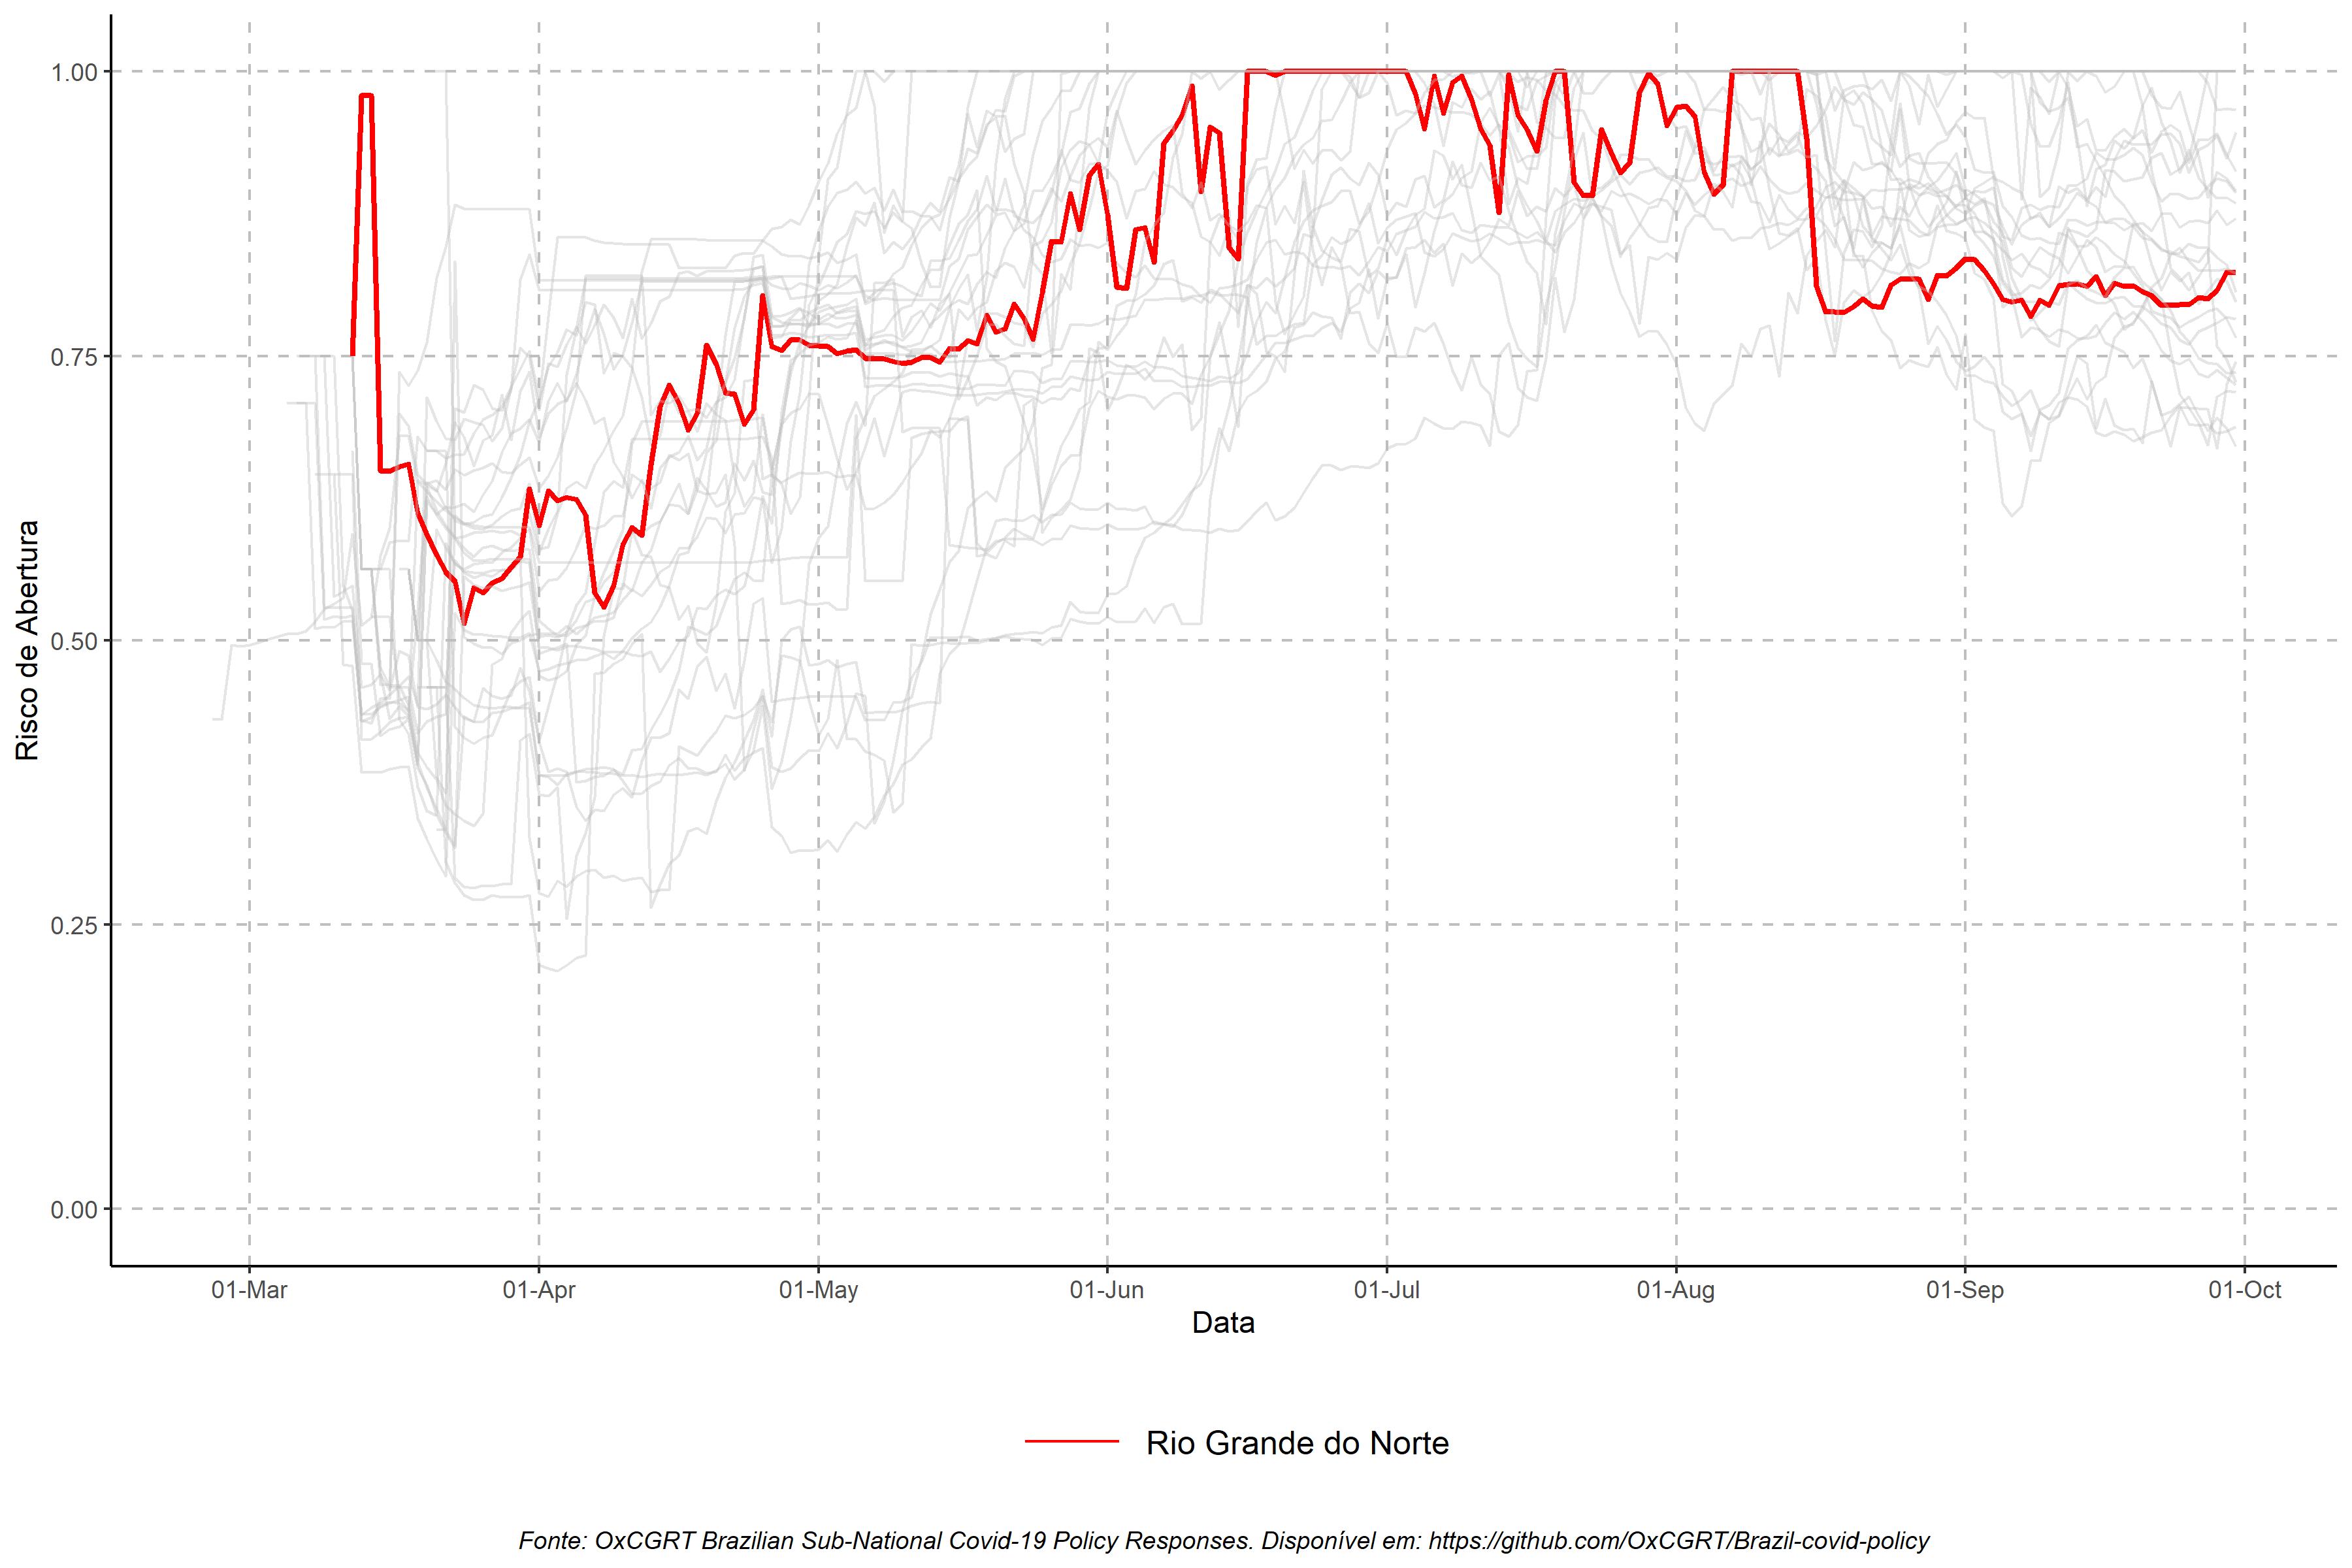 1.00
0.75
0.50
0.25
0.00
Risco de Abertura
01-Mar 01-Apr 01-May 01-Jun 01-Jul 01-Aug 01-Sep 01-Oct
Data
Rio Grande do Norte
Fonte: OxCGRT Brazilian Sub-National Covid-19 Policy Responses. Disponível em: https://github.com/OxCGRT/Brazil-covid-policy